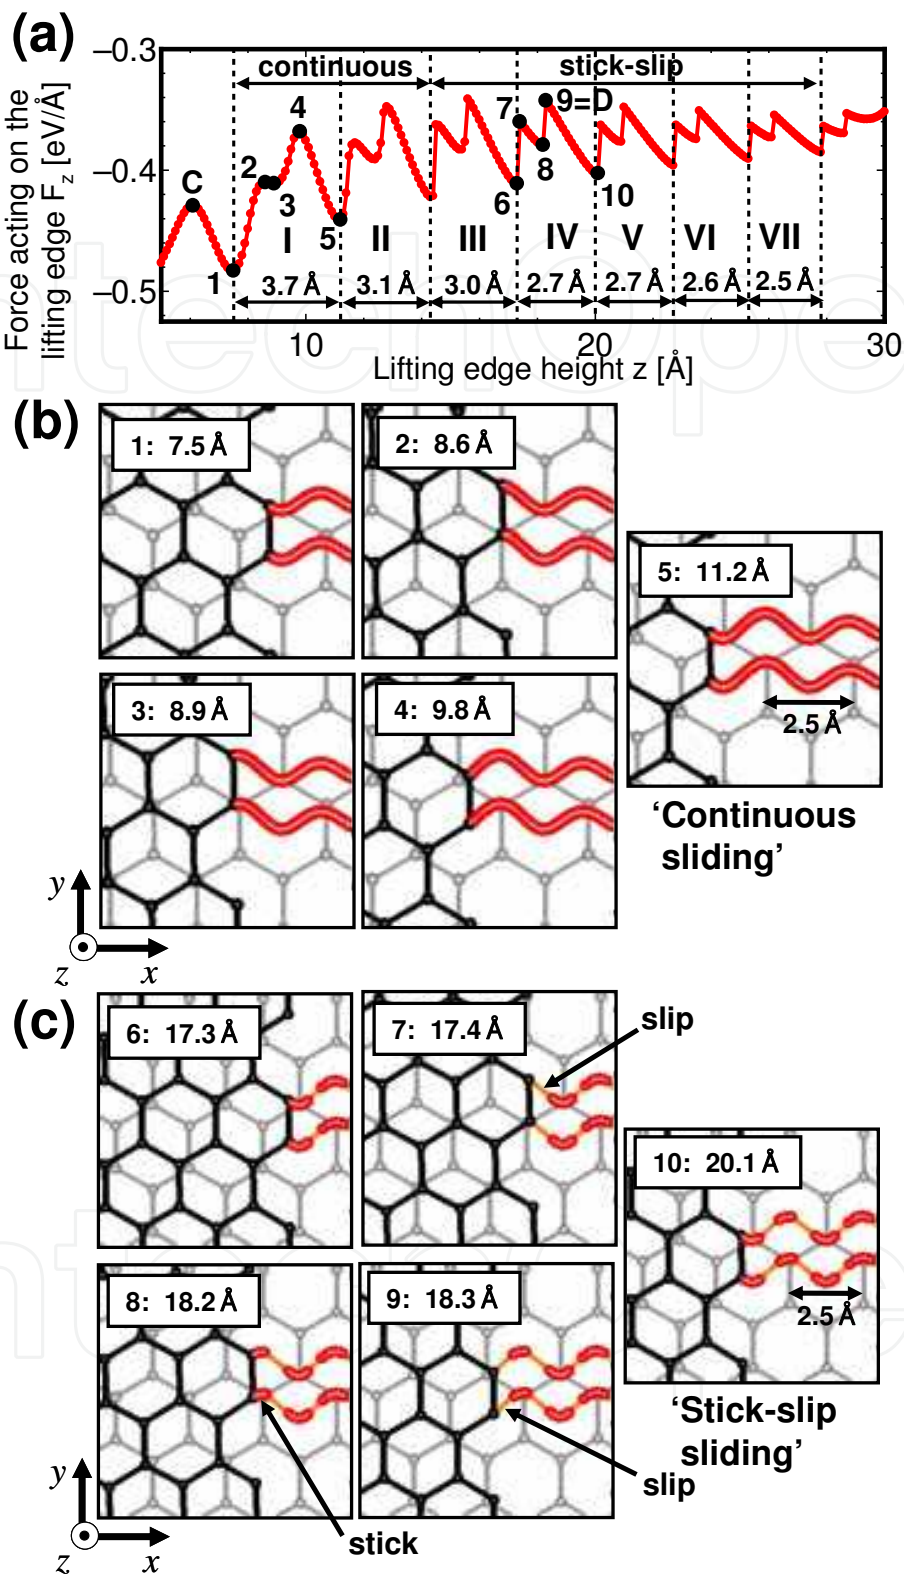 (a)
Force acting on the
lifting edge Fz [eV/Å]
−0.3
−0.4
−0.5
continuous
stick-slip
C
1
2
3
4
5
6
7
8
9=D
10
I
II
III
IV
V
VI
VII
3.7 Å
3.1 Å
3.0 Å
2.7 Å
2.7 Å
2.6 Å
2.5 Å
10
20
30
Lifting edge height z [Å]
(b)
1: 7.5 Å
2: 8.6 Å
3: 8.9 Å
4: 9.8 Å
5: 11.2 Å
2.5 Å
‘Continuous
sliding’
y
z
x
(c)
6: 17.3 Å
7: 17.4 Å
slip
8: 18.2 Å
9: 18.3 Å
10: 20.1 Å
2.5 Å
‘Stick-slip
sliding’
slip
stick
y
z
x